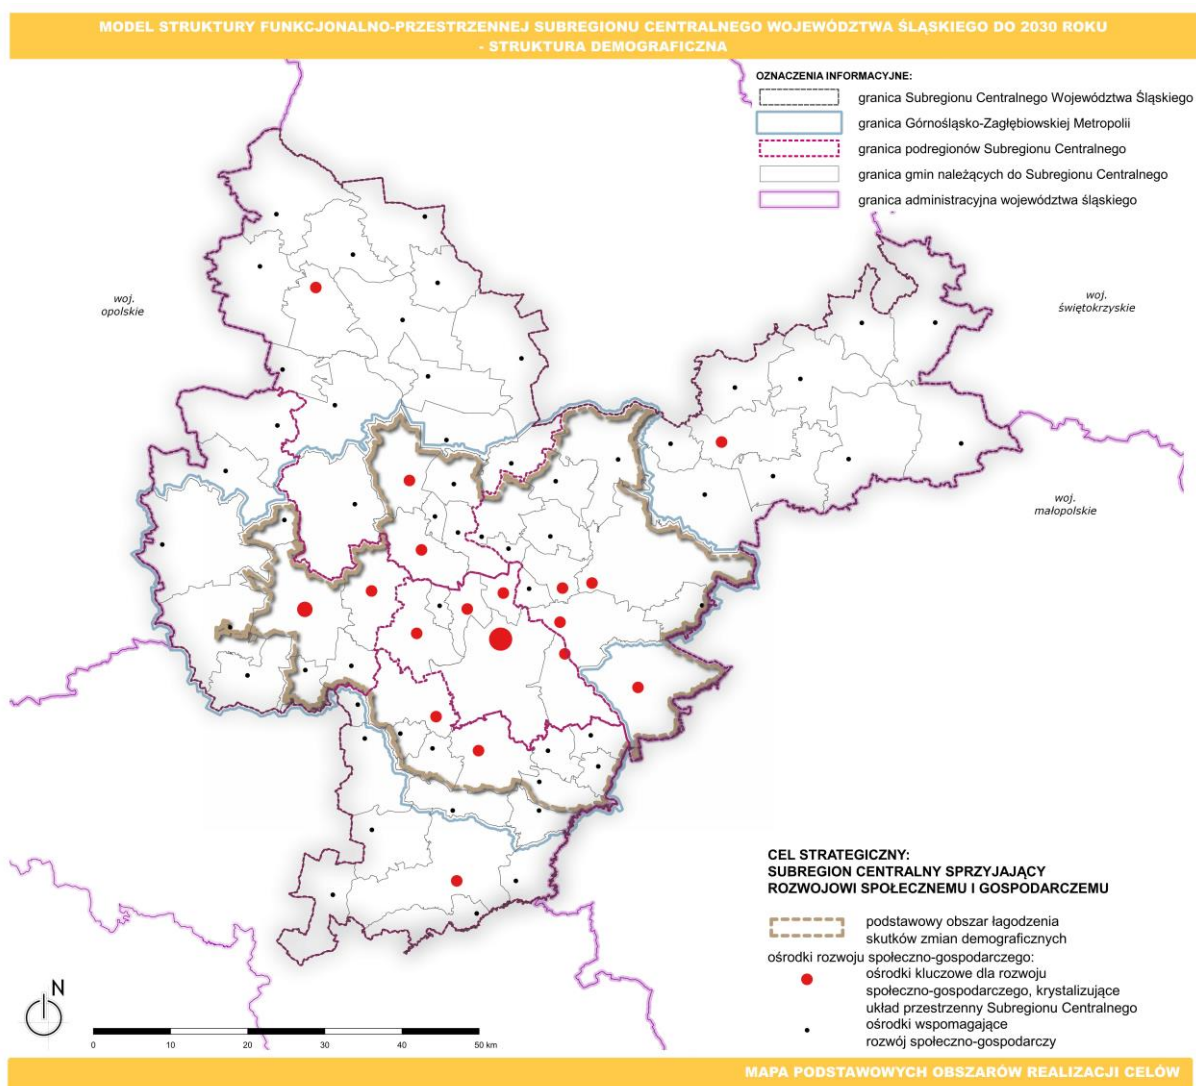 MODEL STRUKTURY FUNKCJONALNO-PRZESTRZENNEJ SUBREGIONU CENTRALNEGO WOJEWÓDZTWA ŚLĄSKIEGO DO 2030 ROKU
- STRUKTURA DEMOGRAFICZNA
OZNACZENIA INFORMACYJNE:
granica Subregionu Centralnego Województwa Śląskiego
granica Górnośląsko-Zagłębiowskiej Metropolii
granica podregionów Subregionu Centralnego
granica gmin należących do Subregionu Centralnego
granica administracyjna województwa śląskiego
woj.
opolskie
woj.
świętokrzyskie
woj.
małopolskie
CEL STRATEGICZNY:
SUBREGION CENTRALNY SPRZYJAJĄCY
ROZWOJOWI SPOŁECZNEMU I GOSPODARCZEMU
podstawowy obszar łagodzenia
skutków zmian demograficznych
ośrodki rozwoju społeczno-gospodarczego:
ośrodki kluczowe dla rozwoju
społeczno-gospodarczego, krystalizujące
układ przestrzenny Subregionu Centralnego
ośrodki wspomagające
rozwój społeczno-gospodarczy
N
0 10 20 30 40 50 km
MAPA PODSTAWOWYCH OBSZARÓW REALIZACJI CELÓW